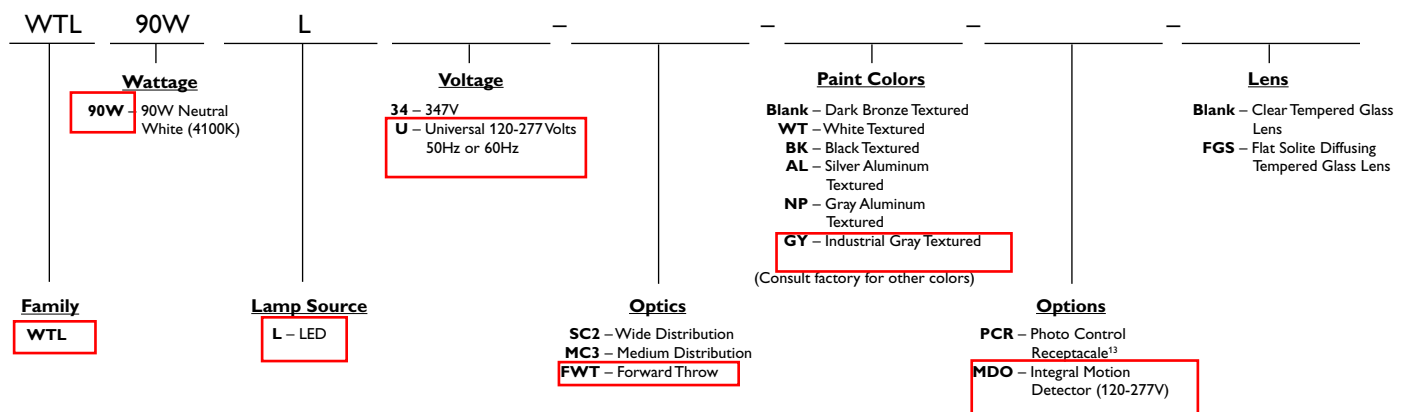 WTL 90W L – – – –
Wattage
90W – 90W Neutral
White (4100K)
Voltage
34 – 347V
U – Universal 120-277 Volts
50Hz or 60Hz
Paint Colors
Blank – Dark Bronze Textured
WT – White Textured
BK – Black Textured
AL – Silver Aluminum
Textured
NP – Gray Aluminum
Textured
GY – Industrial Gray Textured
(Consult factory for other colors)
Lens
Blank – Clear Tempered Glass
Lens
FGS – Flat Solite Diffusing
Tempered Glass Lens
Family
WTL
Lamp Source
L – LED
Optics
SC2 – Wide Distribution
MC3 – Medium Distribution
FWT – Forward Throw
Options
PCR – Photo Control
Receptacale¹³
MDO – Integral Motion
Detector (120-277V)